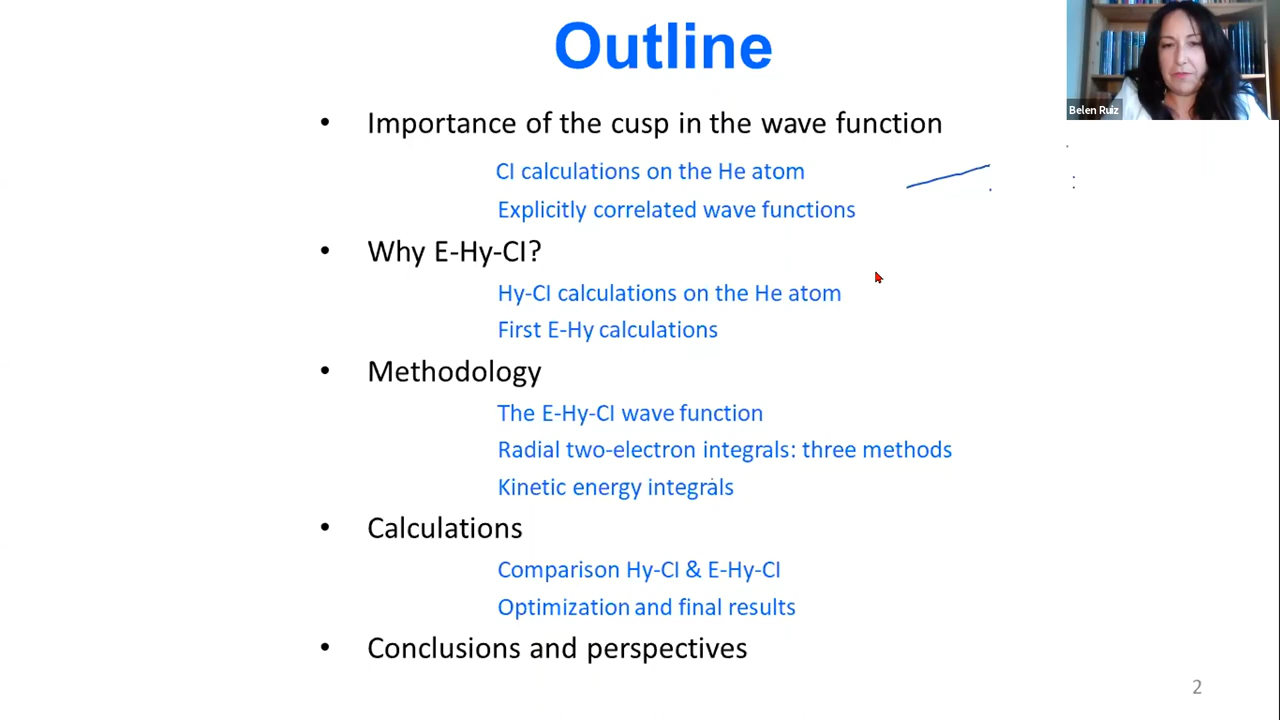 Outline
Belen Ruiz
• Importance of the cusp in the wave function
CI calculations on the He atom
Explicitly correlated wave functions
• Why E-Hy-CI?
Hy-CI calculations on the He atom
First E-Hy calculations
• Methodology
The E-Hy-CI wave function
Radial two-electron integrals: three methods
Kinetic energy integrals
• Calculations
Comparison Hy-CI & E-Hy-CI
Optimization and final results
• Conclusions and perspectives
2